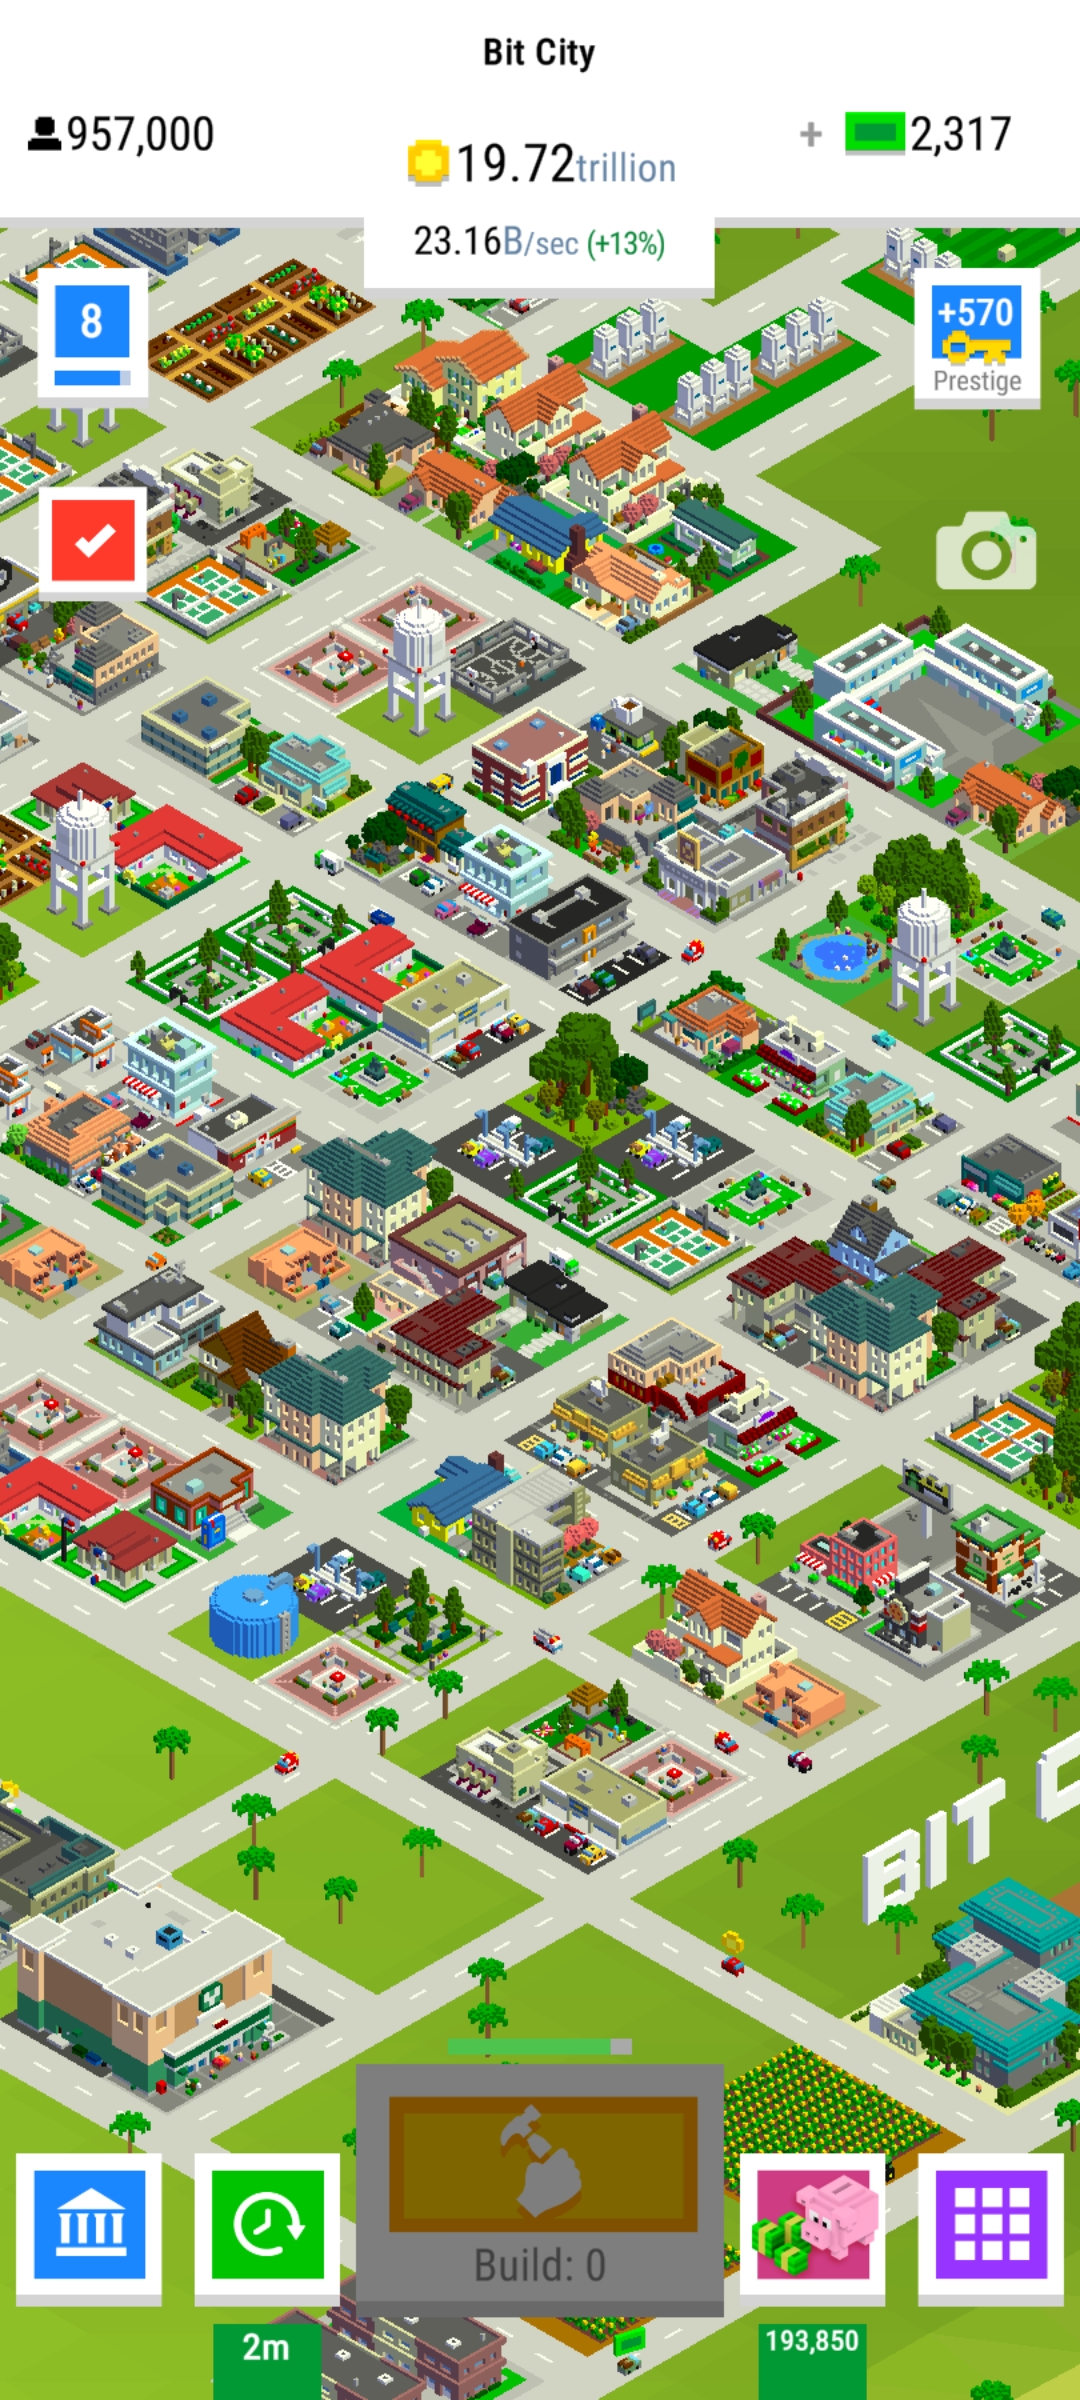 Bit City
957,000
19.72trillion
+ 2,317
23.16B/sec (+13%)
8
+570
Prestige
BIT C
Build: 0
2m
193,850